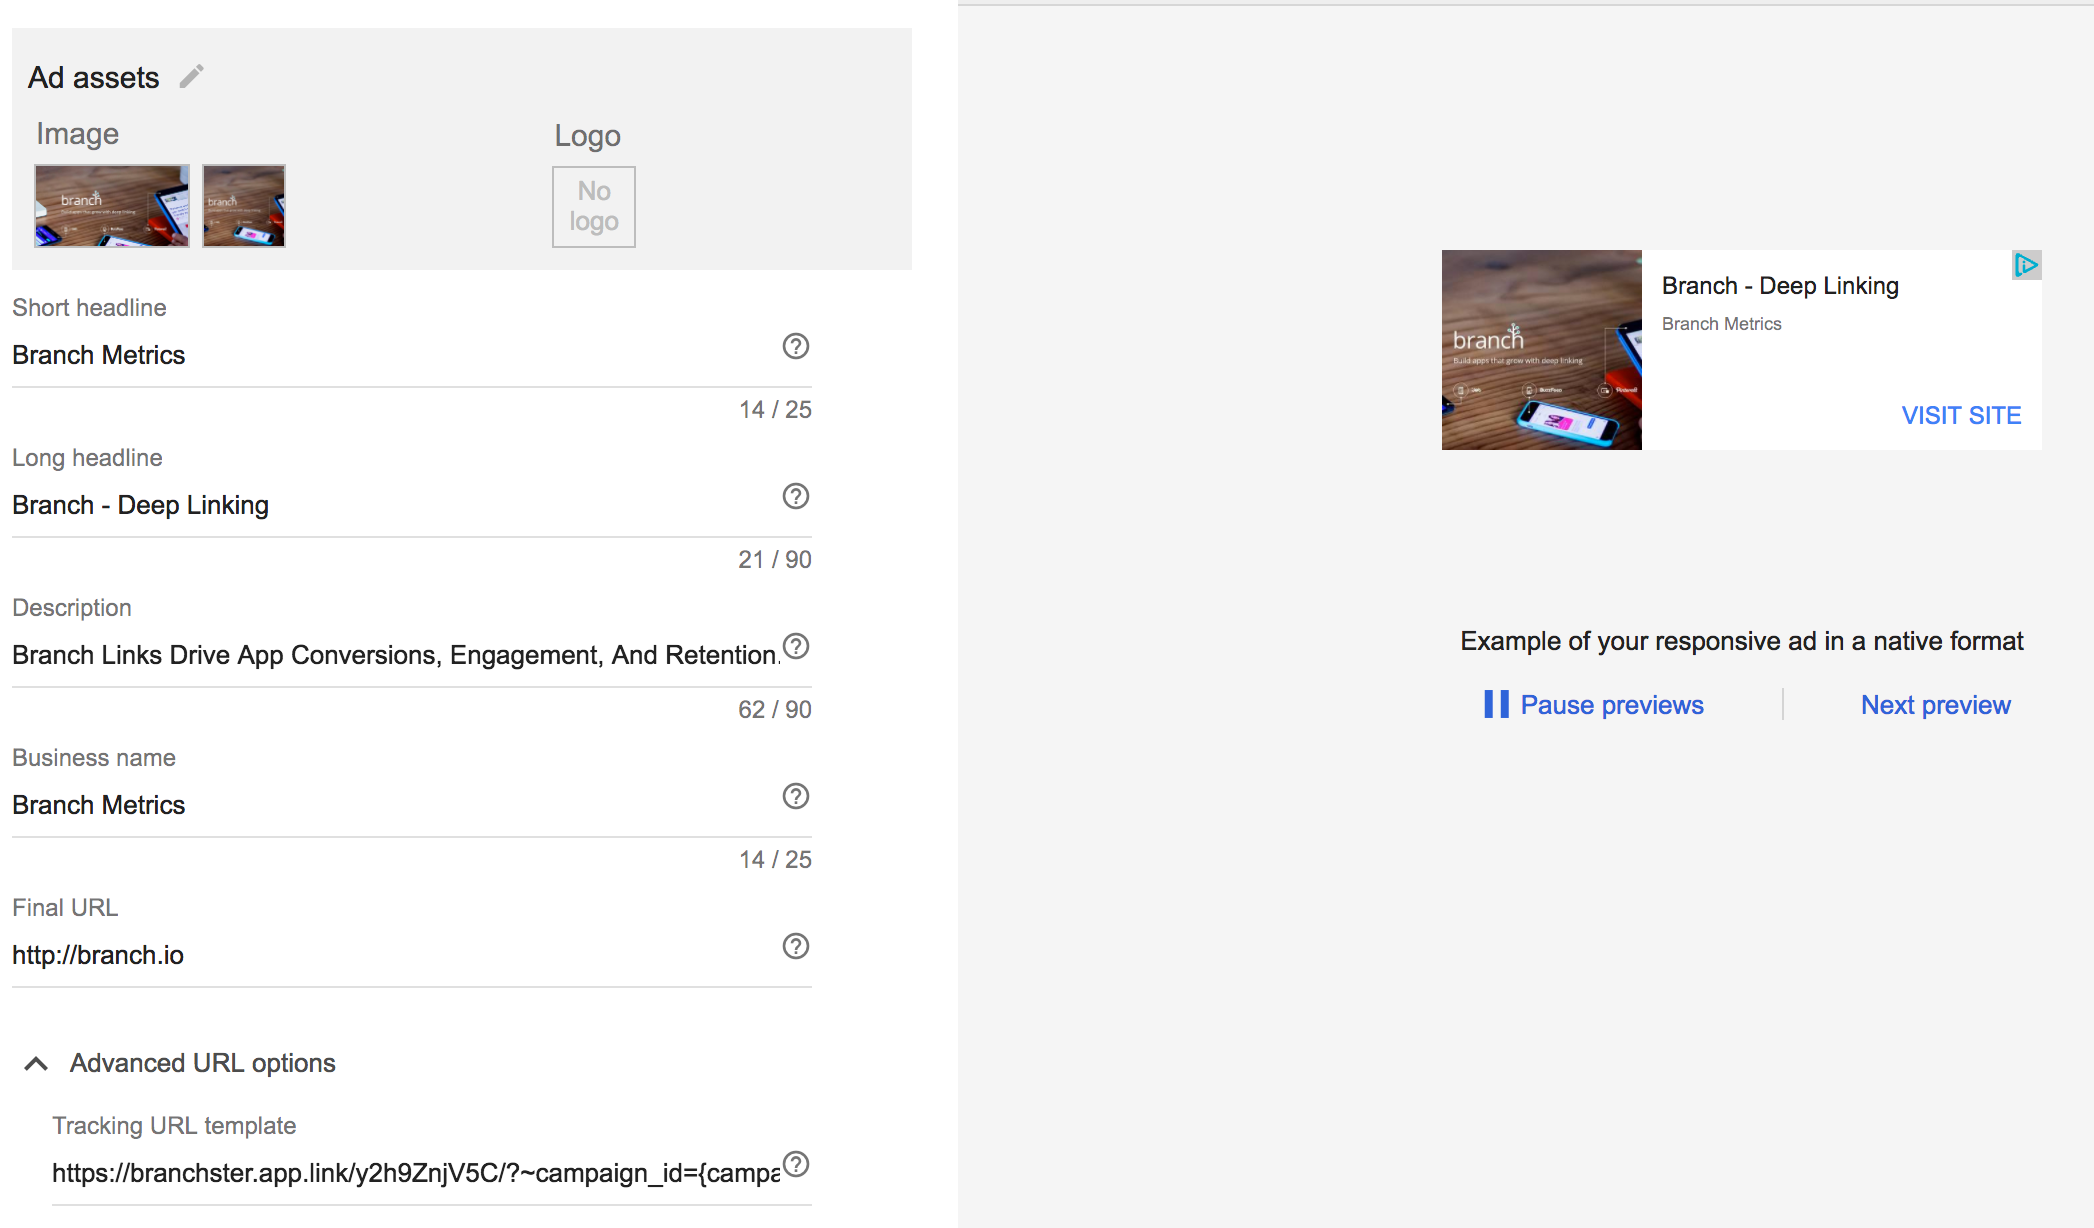 Ad assets
Image
Logo
branch
branch
No
logo
Short headline
Branch Metrics
14 / 25
Long headline
Branch - Deep Linking
21 / 90
Description
Branch Links Drive App Conversions, Engagement, And Retention.
62 / 90
Business name
Branch Metrics
14 / 25
Final URL
http://branch.io
Advanced URL options
Tracking URL template
https://branchster.app.link/y2h9ZnjV5C/?~campaign_id={campa
Branch - Deep Linking
Branch Metrics
branch
Build apps that grow with deep linking
BuzzFeed
Pinterest
VISIT SITE
Example of your responsive ad in a native format
Pause previews
Next preview